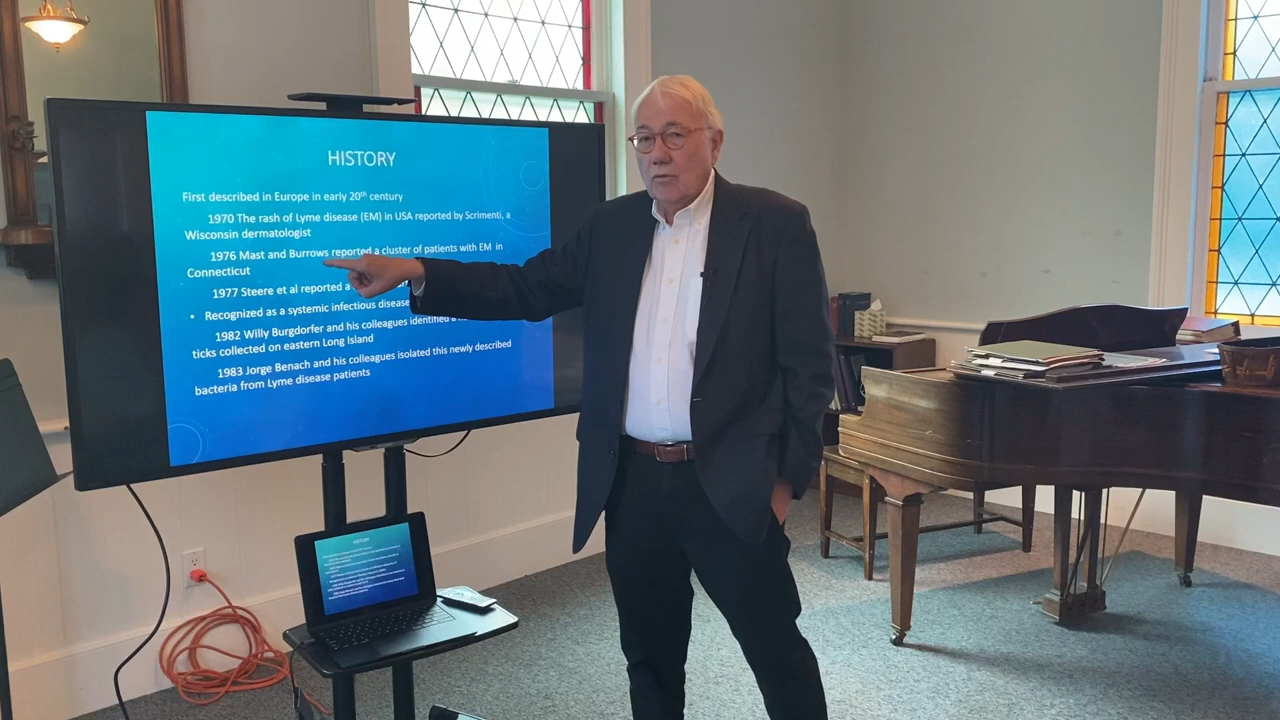 HISTORY
First described in Europe in early 20th century
1970 The rash of Lyme disease (EM) in USA reported by Scrimenti, a
Wisconsin dermatologist
1976 Mast and Burrows reported a cluster of patients with EM in
Connecticut
1977 Steere et al reported a
• Recognized as a systemic infectious disease
1982 Willy Burgdorfer and his colleagues identified a
ticks collected on eastern Long Island
1983 Jorge Benach and his colleagues isolated this newly described
bacteria from Lyme disease patients
HISTORY